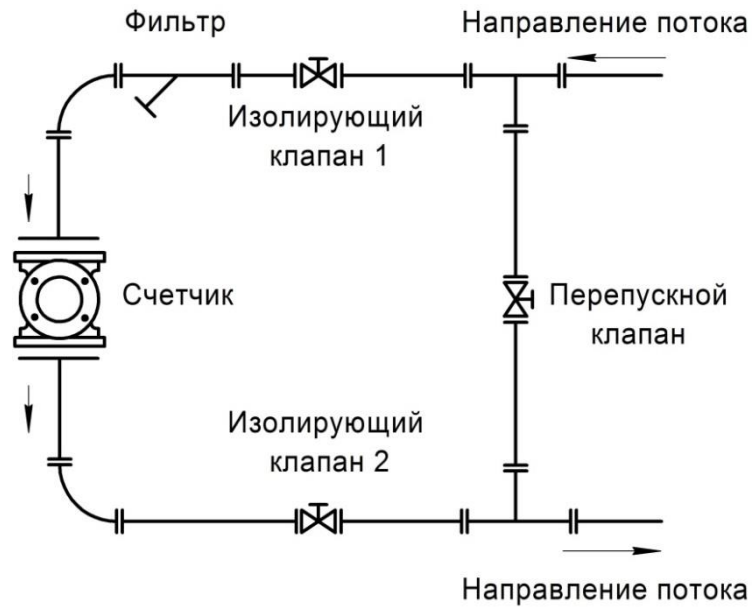 Фильтр
Направление потока
Изолирующий
клапан 1
Счетчик
Перепускной
клапан
Изолирующий
клапан 2
Направление потока